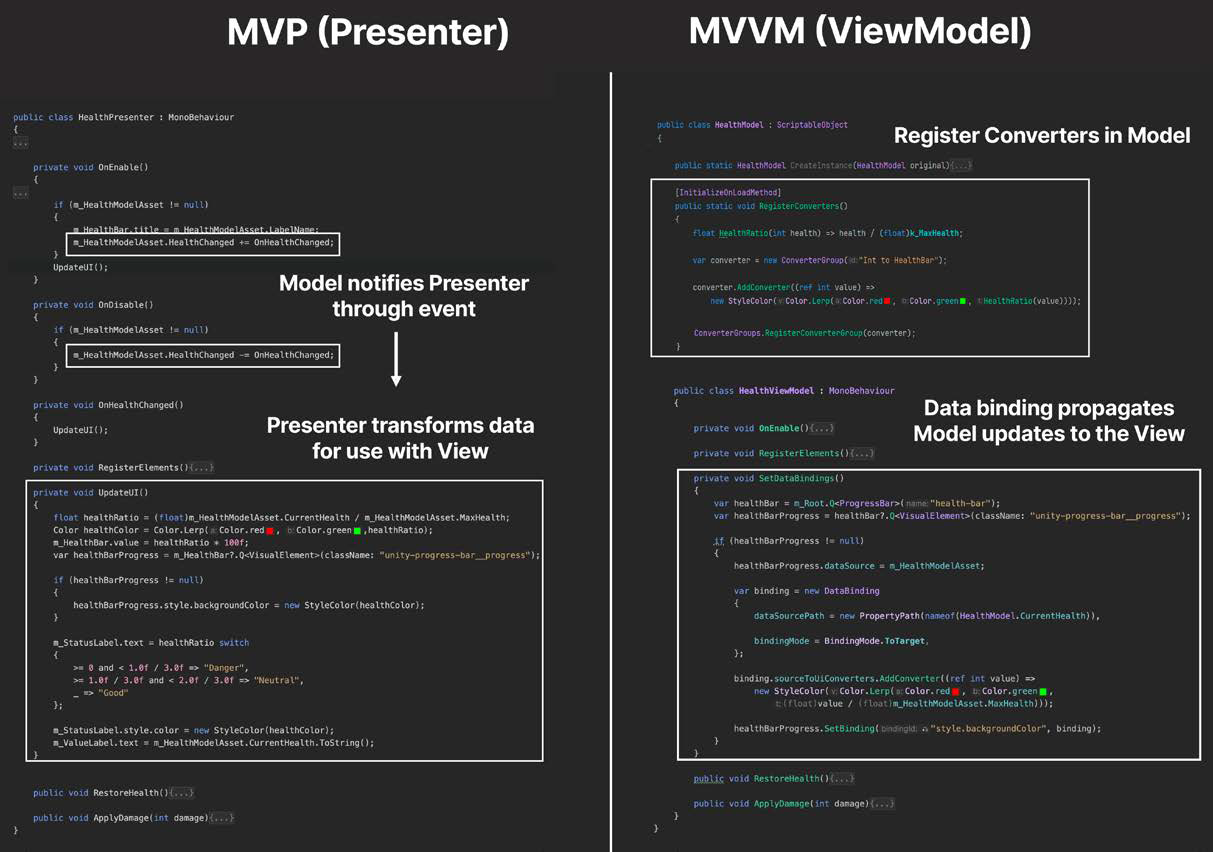 MVP (Presenter)
public class HealthPresenter : MonoBehaviour
{
...
private void OnEnable()
{
...
if (m_HealthModelAsset != null)
{
m_HealthBar.title = m_HealthModelAsset.LabelName;
m_HealthModelAsset.HealthChanged += OnHealthChanged;
}
UpdateUI();
}
Model notifies Presenter
through event
private void OnDisable()
{
if (m_HealthModelAsset != null)
{
m_HealthModelAsset.HealthChanged -= OnHealthChanged;
}
}
private void OnHealthChanged()
{
UpdateUI();
}
Presenter transforms data
for use with View
private void RegisterElements(){...}
private void UpdateUI()
{
float healthRatio = (float)m_HealthModelAsset.CurrentHealth / m_HealthModelAsset.MaxHealth;
Color healthColor = Color.Lerp(a:Color.red, b:Color.green,healthRatio);
m_HealthBar.value = healthRatio * 100f;
var healthBarProgress = m_HealthBar?.Q<VisualElement>(className: "unity-progress-bar__progress");
if (healthBarProgress != null)
{
healthBarProgress.style.backgroundColor = new StyleColor(healthColor);
}
m_StatusLabel.text = healthRatio switch
{
>= 0 and < 1.0f / 3.0f => "Danger",
>= 1.0f / 3.0f and < 2.0f / 3.0f => "Neutral",
_ => "Good"
};
m_StatusLabel.style.color = new StyleColor(healthColor);
m_ValueLabel.text = m_HealthModelAsset.CurrentHealth.ToString();
}
public void RestoreHealth(){...}
public void ApplyDamage(int damage){...}
}
MVVM (ViewModel)
public class HealthModel : ScriptableObject
{
Register Converters in Model
public static HealthModel CreateInstance(HealthModel original){...}
[InitializeOnLoadMethod]
public static void RegisterConverters()
{
float HealthRatio(int health) => health / (float)k_MaxHealth;
var converter = new ConverterGroup(id:"Int to HealthBar");
converter.AddConverter((ref int value) =>
new StyleColor(v:Color.Lerp(a:Color.red, b:Color.green, t:HealthRatio(value))));
ConverterGroups.RegisterConverterGroup(converter);
}
public class HealthViewModel : MonoBehaviour
{
Data binding propagates
Model updates to the View
private void OnEnable(){...}
private void RegisterElements(){...}
private void SetDataBindings()
{
var healthBar = m_Root.Q<ProgressBar>(name:"health-bar");
var healthBarProgress = healthBar?.Q<VisualElement>(className: "unity-progress-bar__progress");
if (healthBarProgress != null)
{
healthBarProgress.dataSource = m_HealthModelAsset;
var binding = new DataBinding
{
dataSourcePath = new PropertyPath(nameof(HealthModel.CurrentHealth)),
bindingMode = BindingMode.ToTarget,
};
binding.sourceToUiConverters.AddConverter((ref int value) =>
new StyleColor(v:Color.Lerp(a:Color.red, b:Color.green,
t:(float)value / (float)m_HealthModelAsset.MaxHealth)));
healthBarProgress.SetBinding(bindingId: "style.backgroundColor", binding);
}
}
public void RestoreHealth(){...}
public void ApplyDamage(int damage){...}
}
}